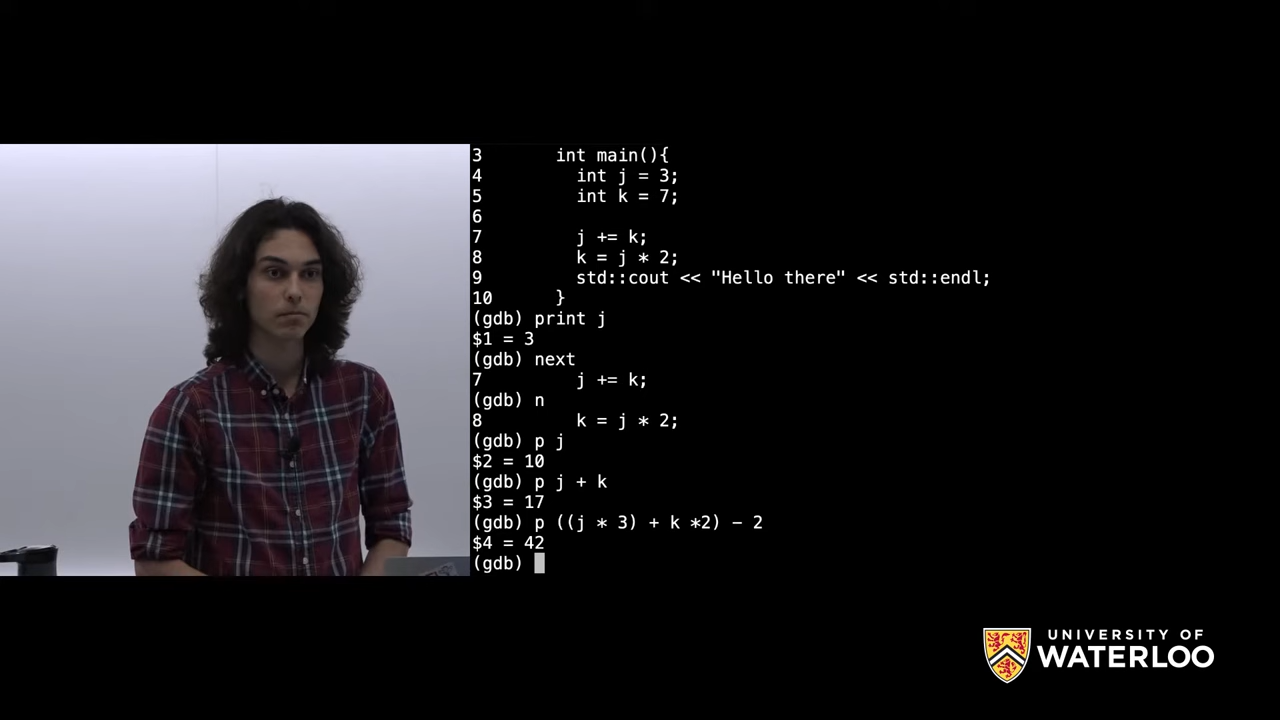 3 int main(){
4 int j = 3;
5 int k = 7;
6
7 j += k;
8 k = j * 2;
9 std::cout << "Hello there" << std::endl;
10 }
(gdb) print j
$1 = 3
(gdb) next
7 j += k;
(gdb) n
8 k = j * 2;
(gdb) p j
$2 = 10
(gdb) p j + k
$3 = 17
(gdb) p ((j * 3) + k *2) - 2
$4 = 42
(gdb)
UNIVERSITY OF
WATERLOO